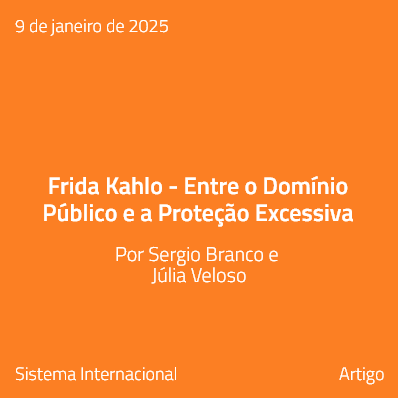 9 de janeiro de 2025
Frida Kahlo - Entre o Domínio
Público e a Proteção Excessiva
Por Sergio Branco e
Júlia Veloso
Sistema Internacional
Artigo